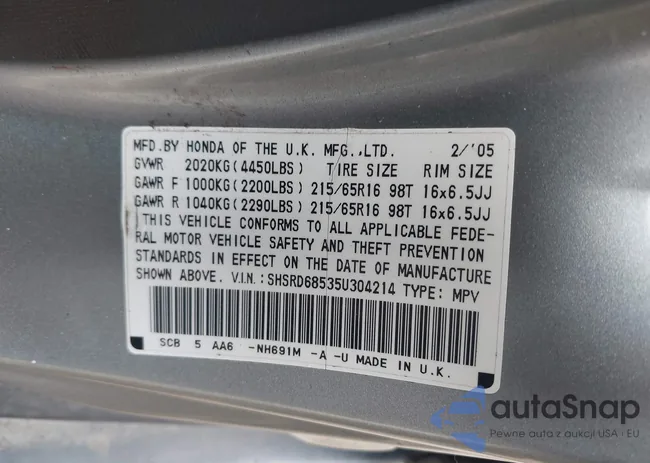 MFD.BY HONDA OF THE U.K. MFG.,LTD. 2/'05
GVWR 2020KG(4450LBS) TIRE SIZE RIM SIZE
GAWR F 1000KG(2200LBS) 215/65R16 98T 16x6.5JJ
GAWR R 1040KG(2290LBS) 215/65R16 98T 16x6.5JJ
THIS VEHICLE CONFORMS TO ALL APPLICABLE FEDE-
RAL MOTOR VEHICLE SAFETY AND THEFT PREVENTION
STANDARDS IN EFFECT ON THE DATE OF MANUFACTURE
SHOWN ABOVE. V.I.N.: SHSRD68535U304214 TYPE: MPV
SCB 5 AA6 -NH691M -A -U MADE IN U.K.
autaSnap
Pewne auta z aukcji USA i EU